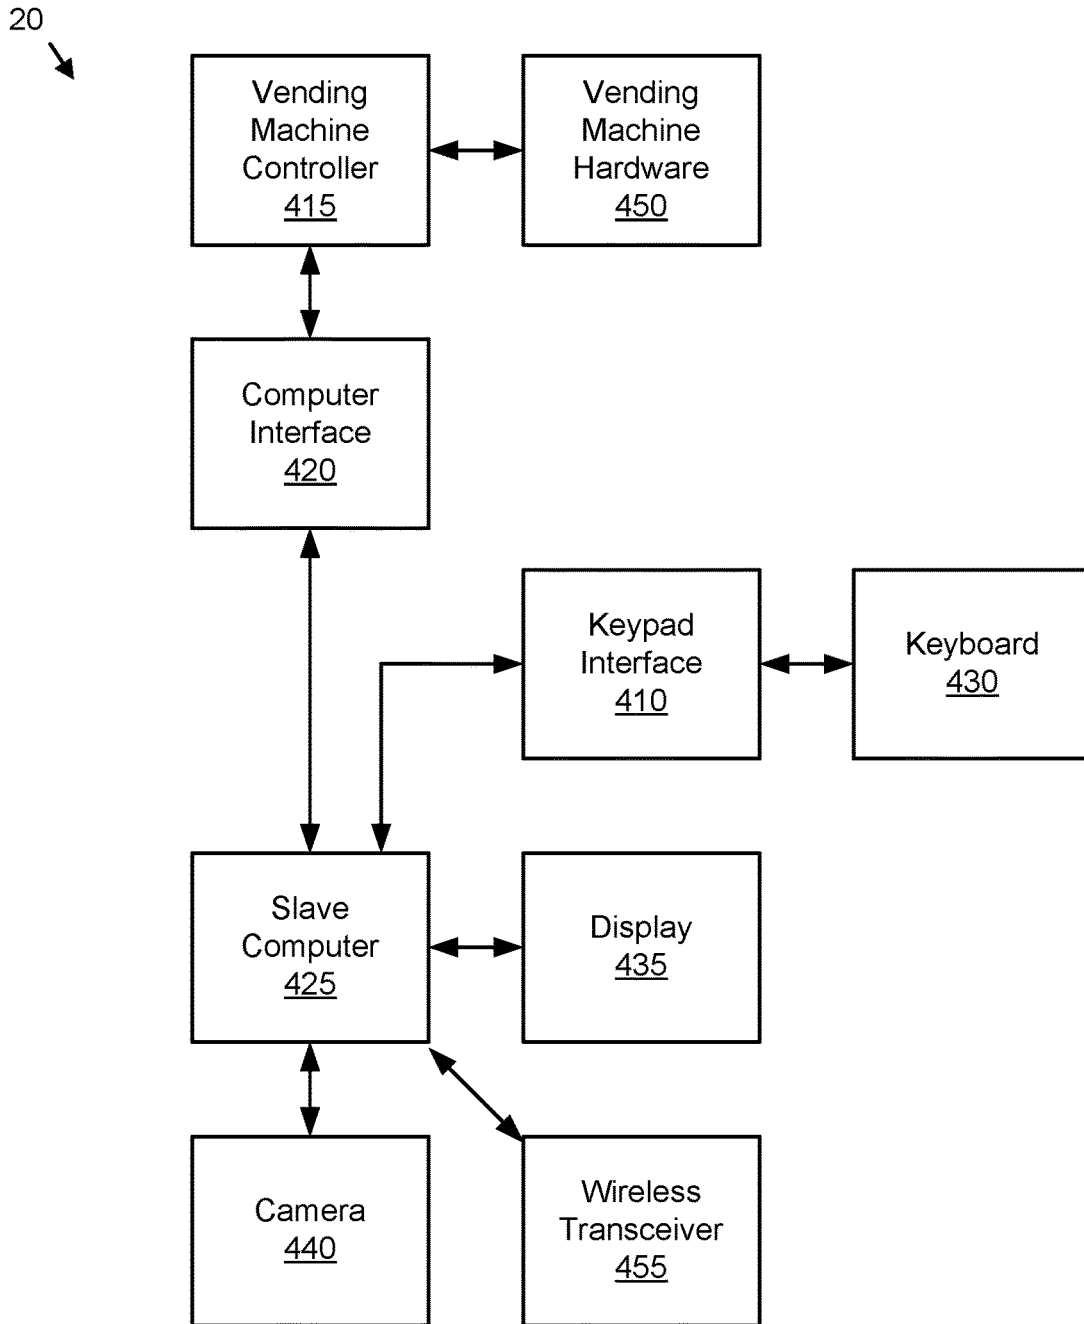 20
Vending
Machine
Controller
415
Vending
Machine
Hardware
450
Computer
Interface
420
Keypad
Interface
410
Keyboard
430
Slave
Computer
425
Display
435
Camera
440
Wireless
Transceiver
455